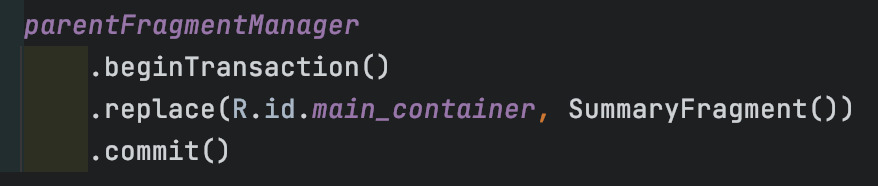 parentFragmentManager
.beginTransaction()
.replace(R.id.main_container, SummaryFragment())
.commit()